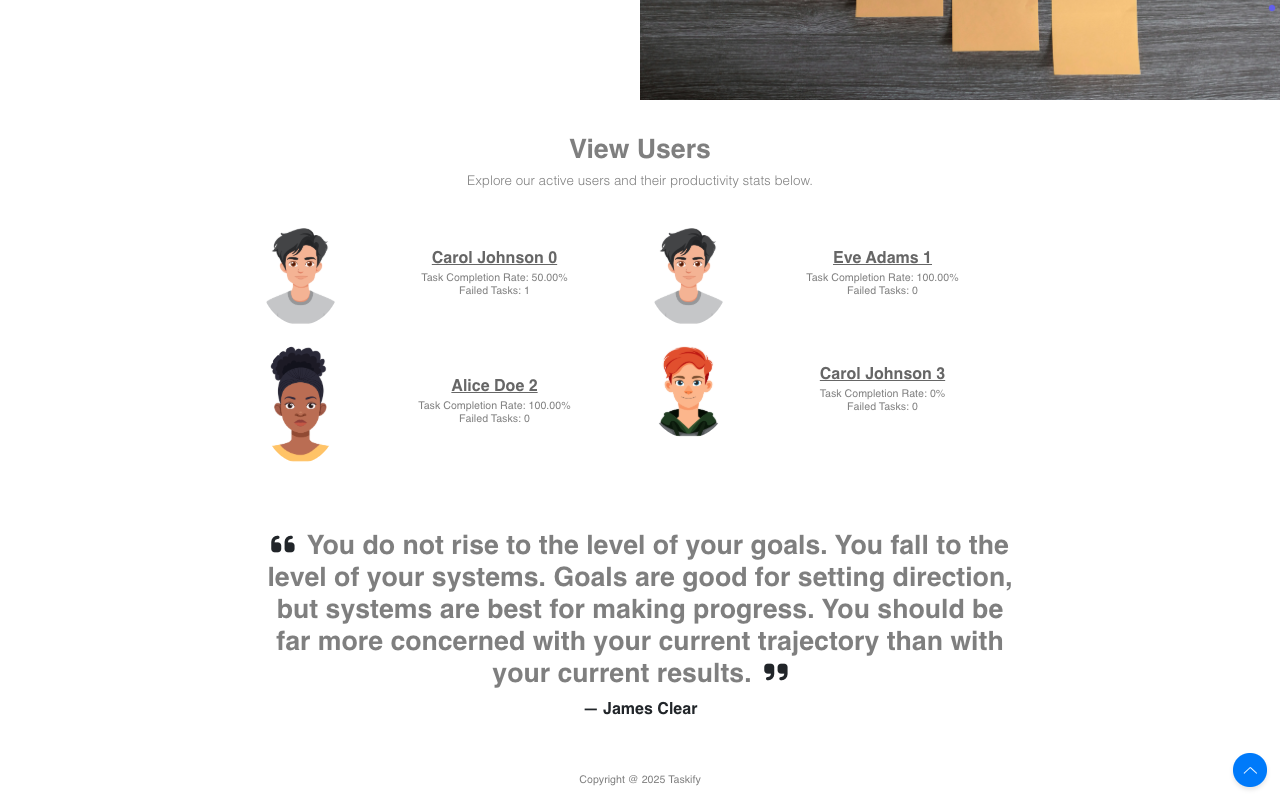 View Users
Explore our active users and their productivity stats below.
Carol Johnson 0
Task Completion Rate: 50.00%
Failed Tasks: 1
Eve Adams 1
Task Completion Rate: 100.00%
Failed Tasks: 0
Alice Doe 2
Task Completion Rate: 100.00%
Failed Tasks: 0
Carol Johnson 3
Task Completion Rate: 0%
Failed Tasks: 0
❝ You do not rise to the level of your goals. You fall to the
level of your systems. Goals are good for setting direction,
but systems are best for making progress. You should be
far more concerned with your current trajectory than with
your current results. ❞
— James Clear
Copyright @ 2025 Taskify